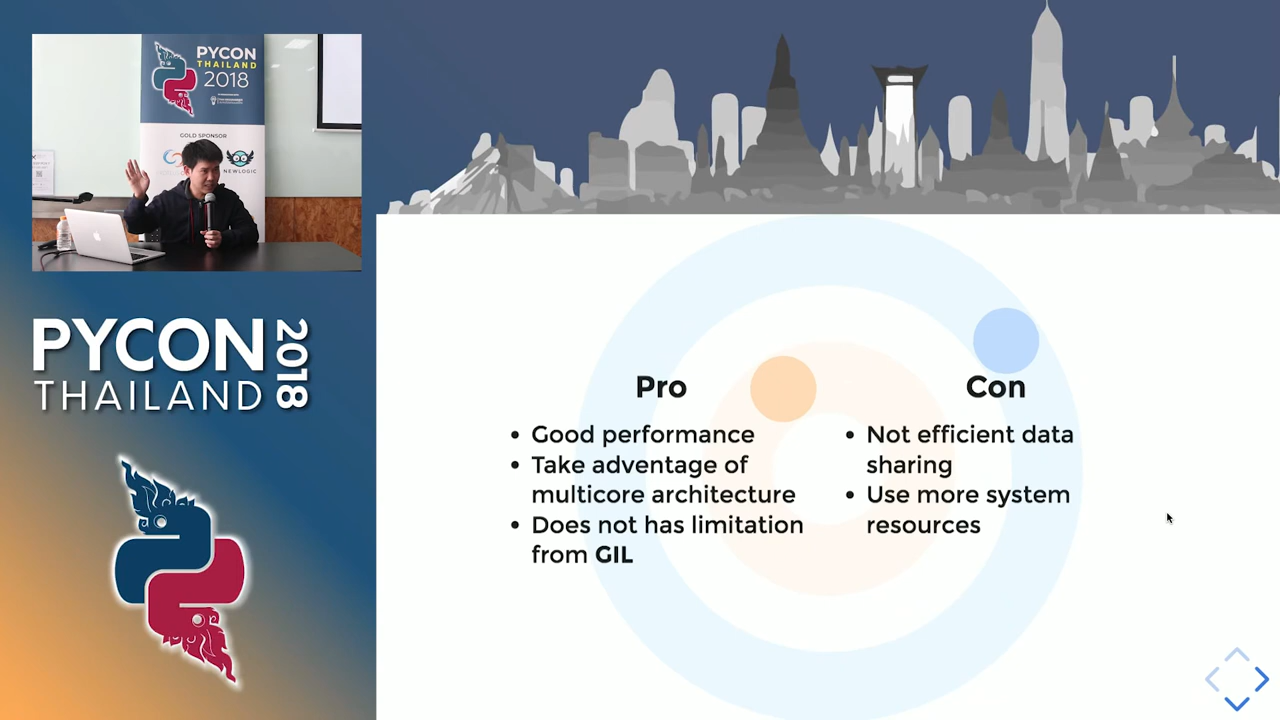 PYCON
THAILAND
2018
GOLD SPONSOR
NEWLOGIC
PYCON 2018
THAILAND
Pro
• Good performance
• Take adventage of
multicore architecture
• Does not has limitation
from GIL
Con
• Not efficient data
sharing
• Use more system
resources